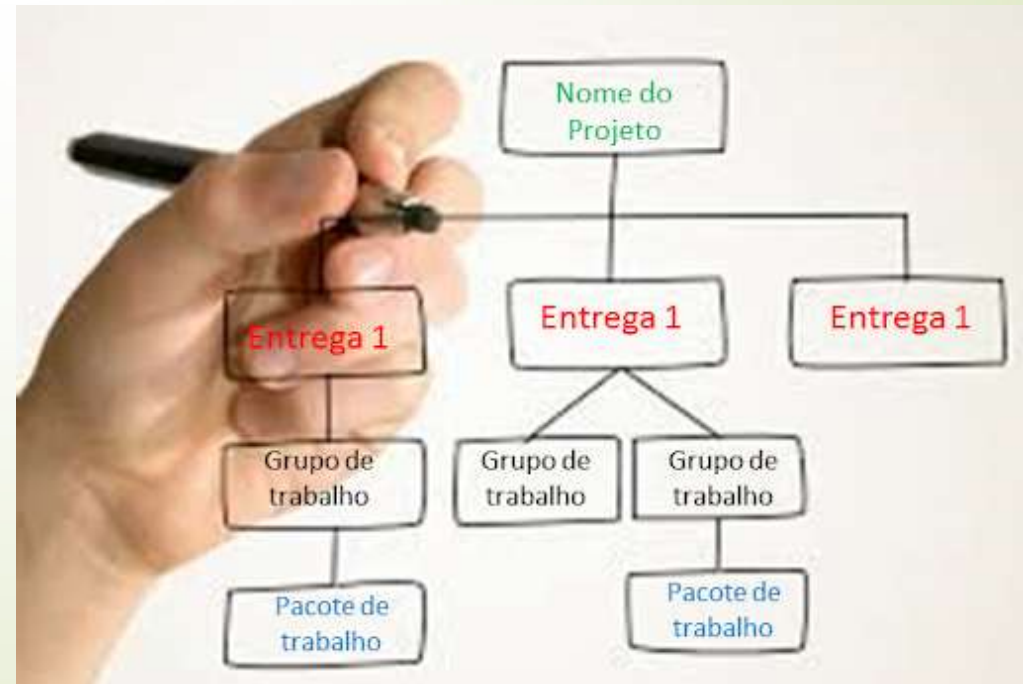 Nome do
Projeto
Entrega 1
Entrega 1
Entrega 1
Grupo de
trabalho
Grupo de
trabalho
Grupo de
trabalho
Pacote de
trabalho
Pacote de
trabalho